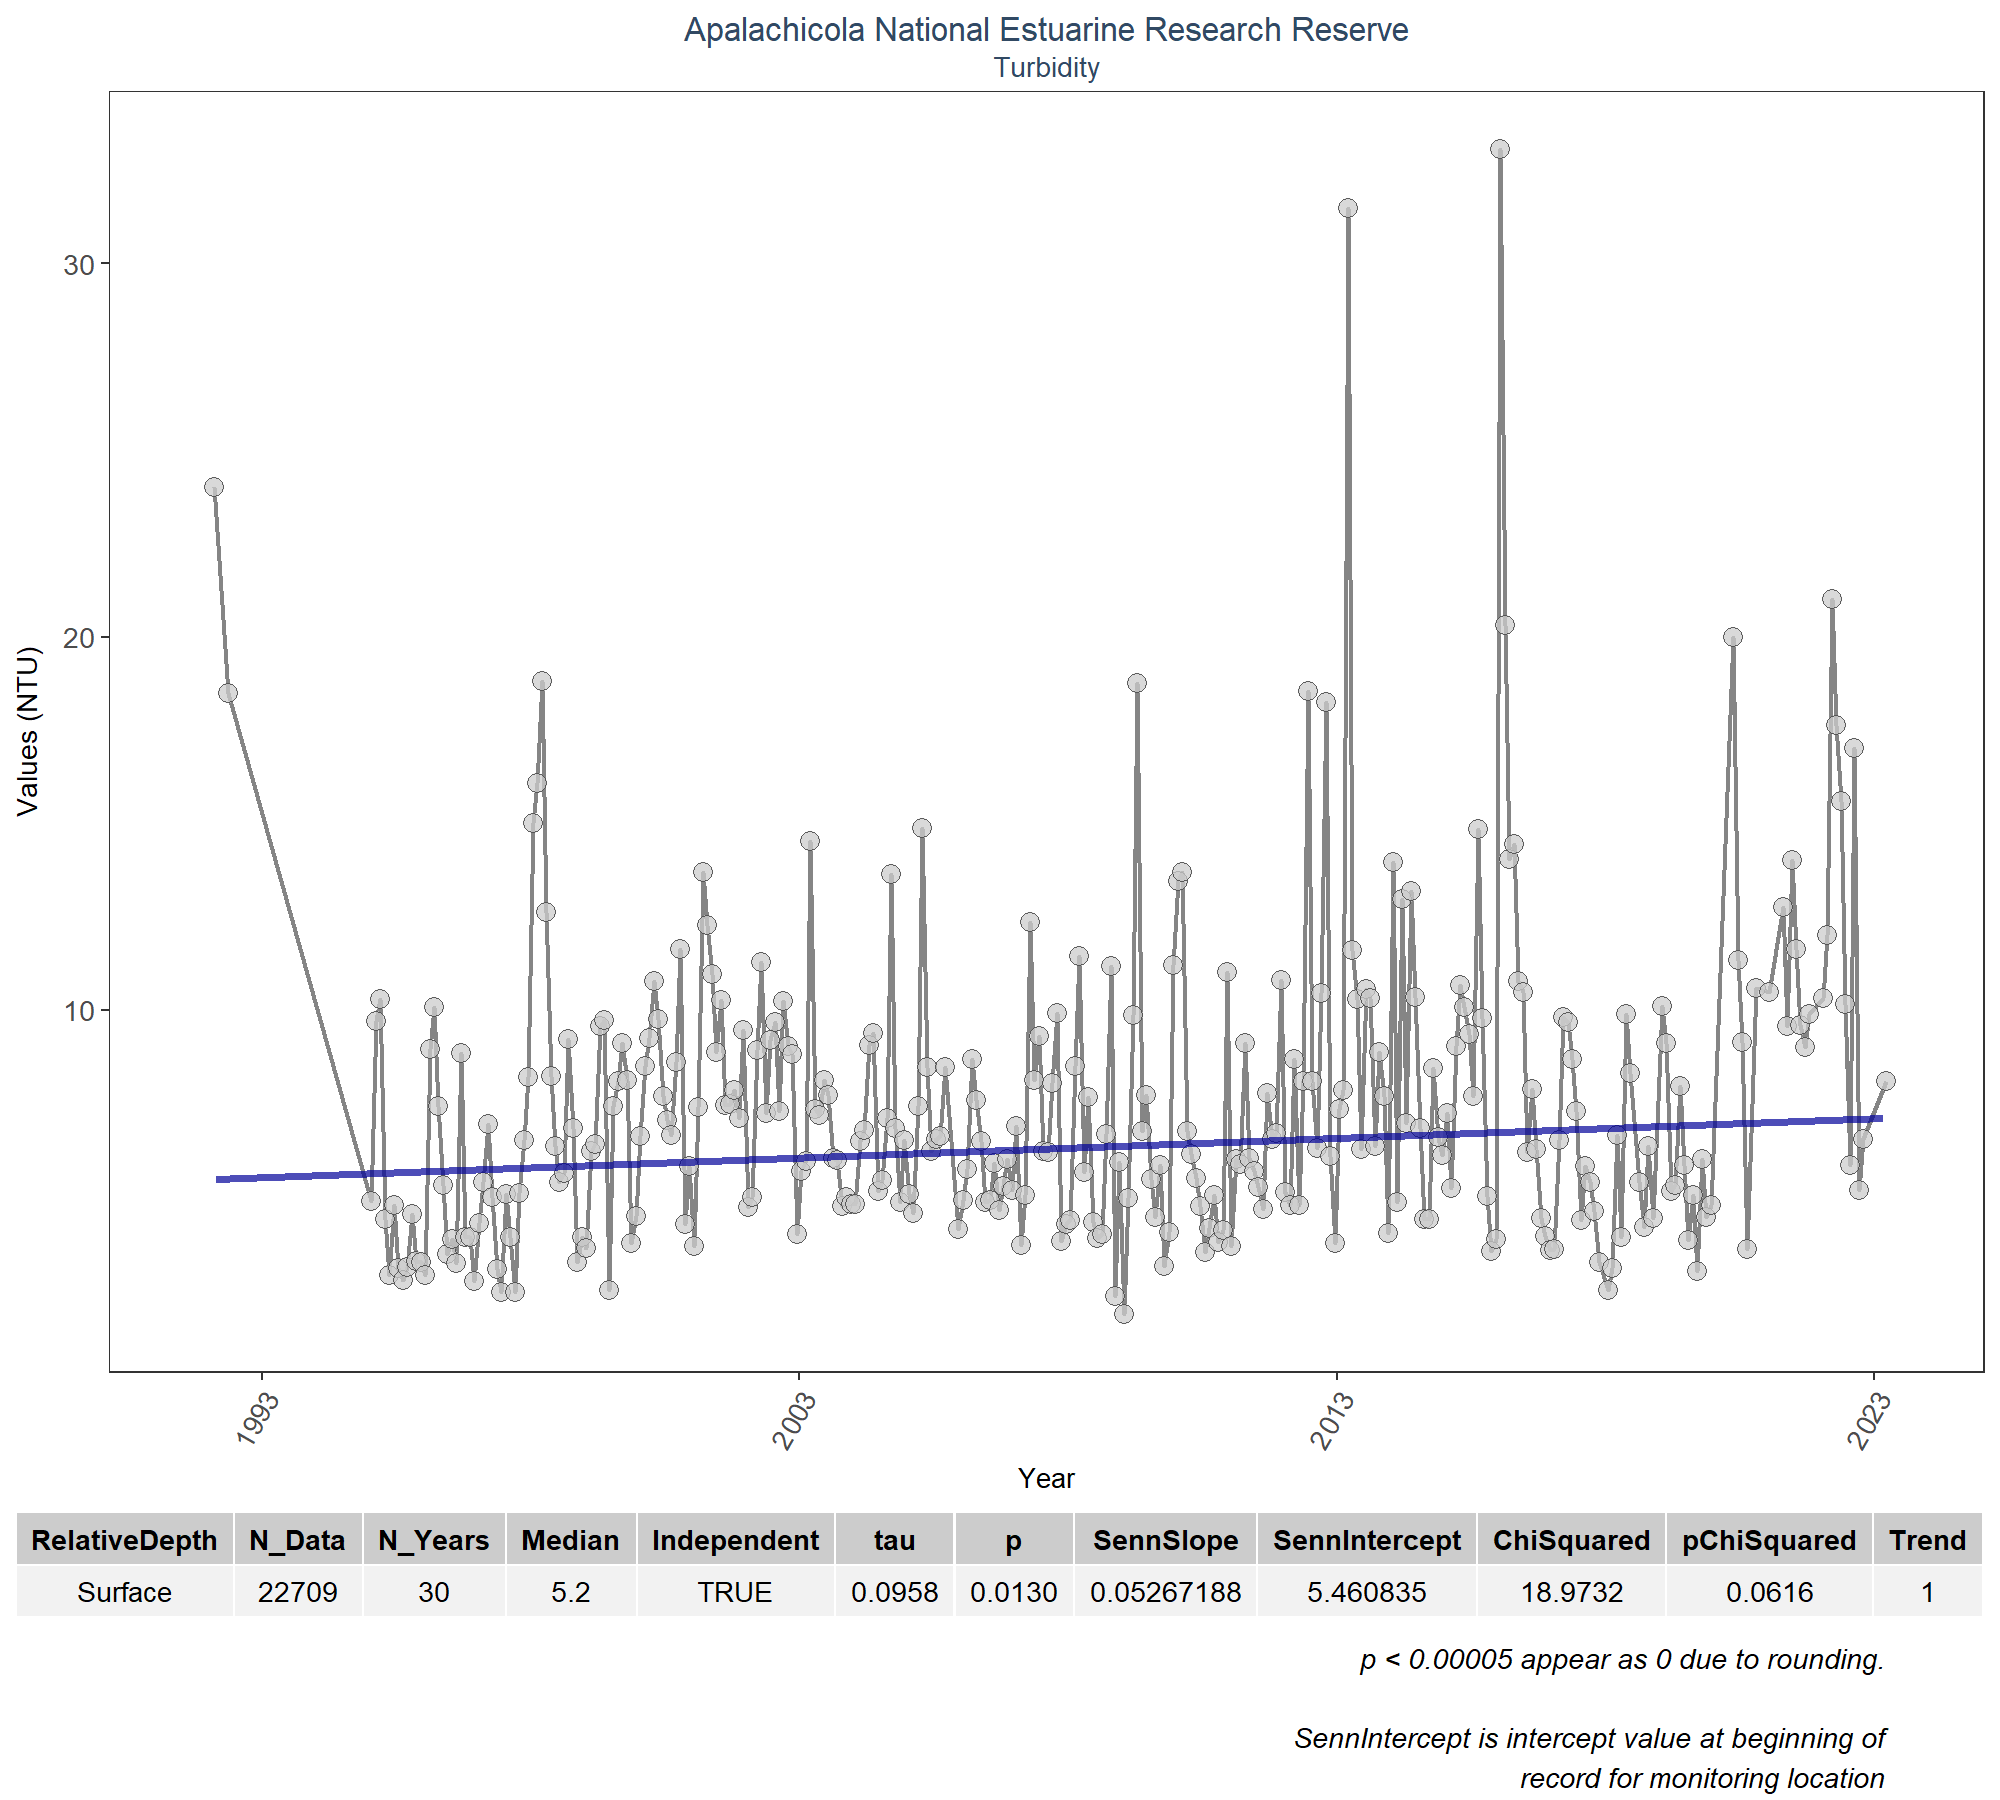 Apalachicola National Estuarine Research Reserve
Turbidity
Values (NTU)
30
20
10
1993 2003 2013 2023
Year
RelativeDepth N_Data N_Years Median Independent tau p SennSlope SennIntercept ChiSquared pChiSquared Trend
Surface 22709 30 5.2 TRUE 0.0958 0.0130 0.05267188 5.460835 18.9732 0.0616 1
p < 0.00005 appear as 0 due to rounding.
SennIntercept is intercept value at beginning of
record for monitoring location